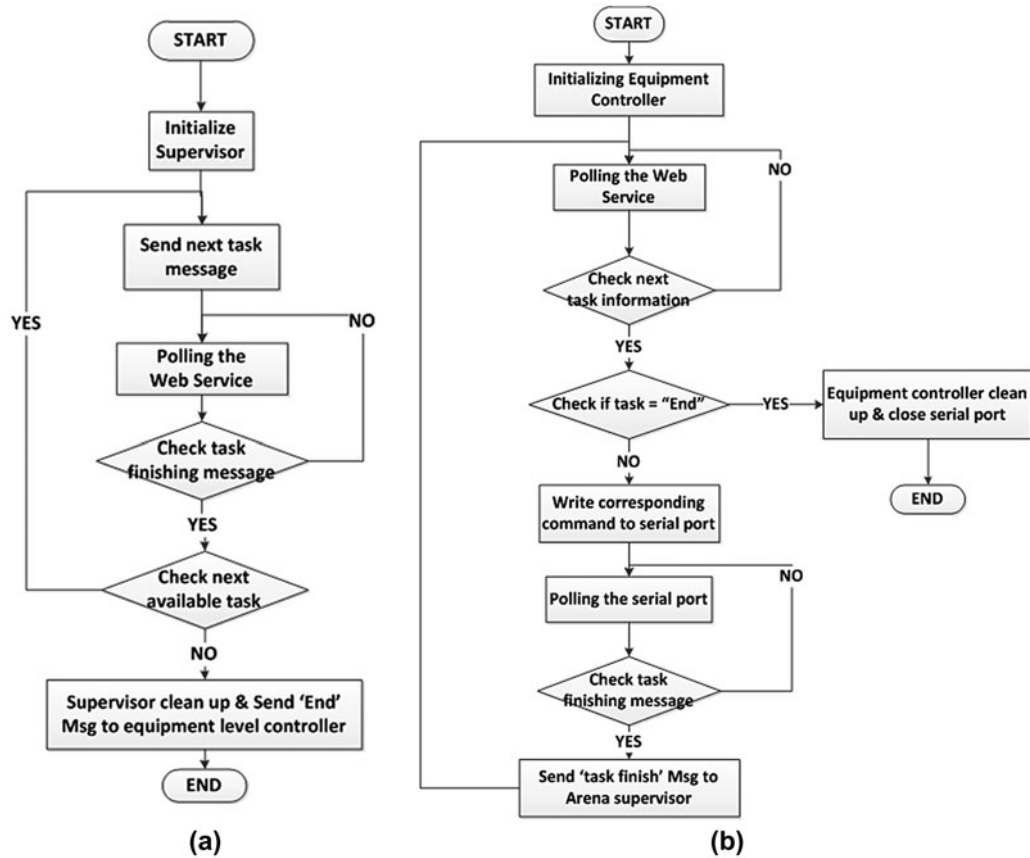 START
Initialize
Supervisor
Send next task
message
YES
NO
Polling the
Web Service
Check task
finishing message
YES
Check next
available task
NO
Supervisor clean up & Send ‘End’
Msg to equipment level controller
END
(a)
START
Initializing Equipment
Controller
NO
Polling the Web
Service
Check next
task information
YES
Check if task = “End”
YES
Equipment controller clean
up & close serial port
END
NO
Write corresponding
command to serial port
NO
Polling the serial port
Check task
finishing message
YES
Send ‘task finish’ Msg to
Arena supervisor
(b)